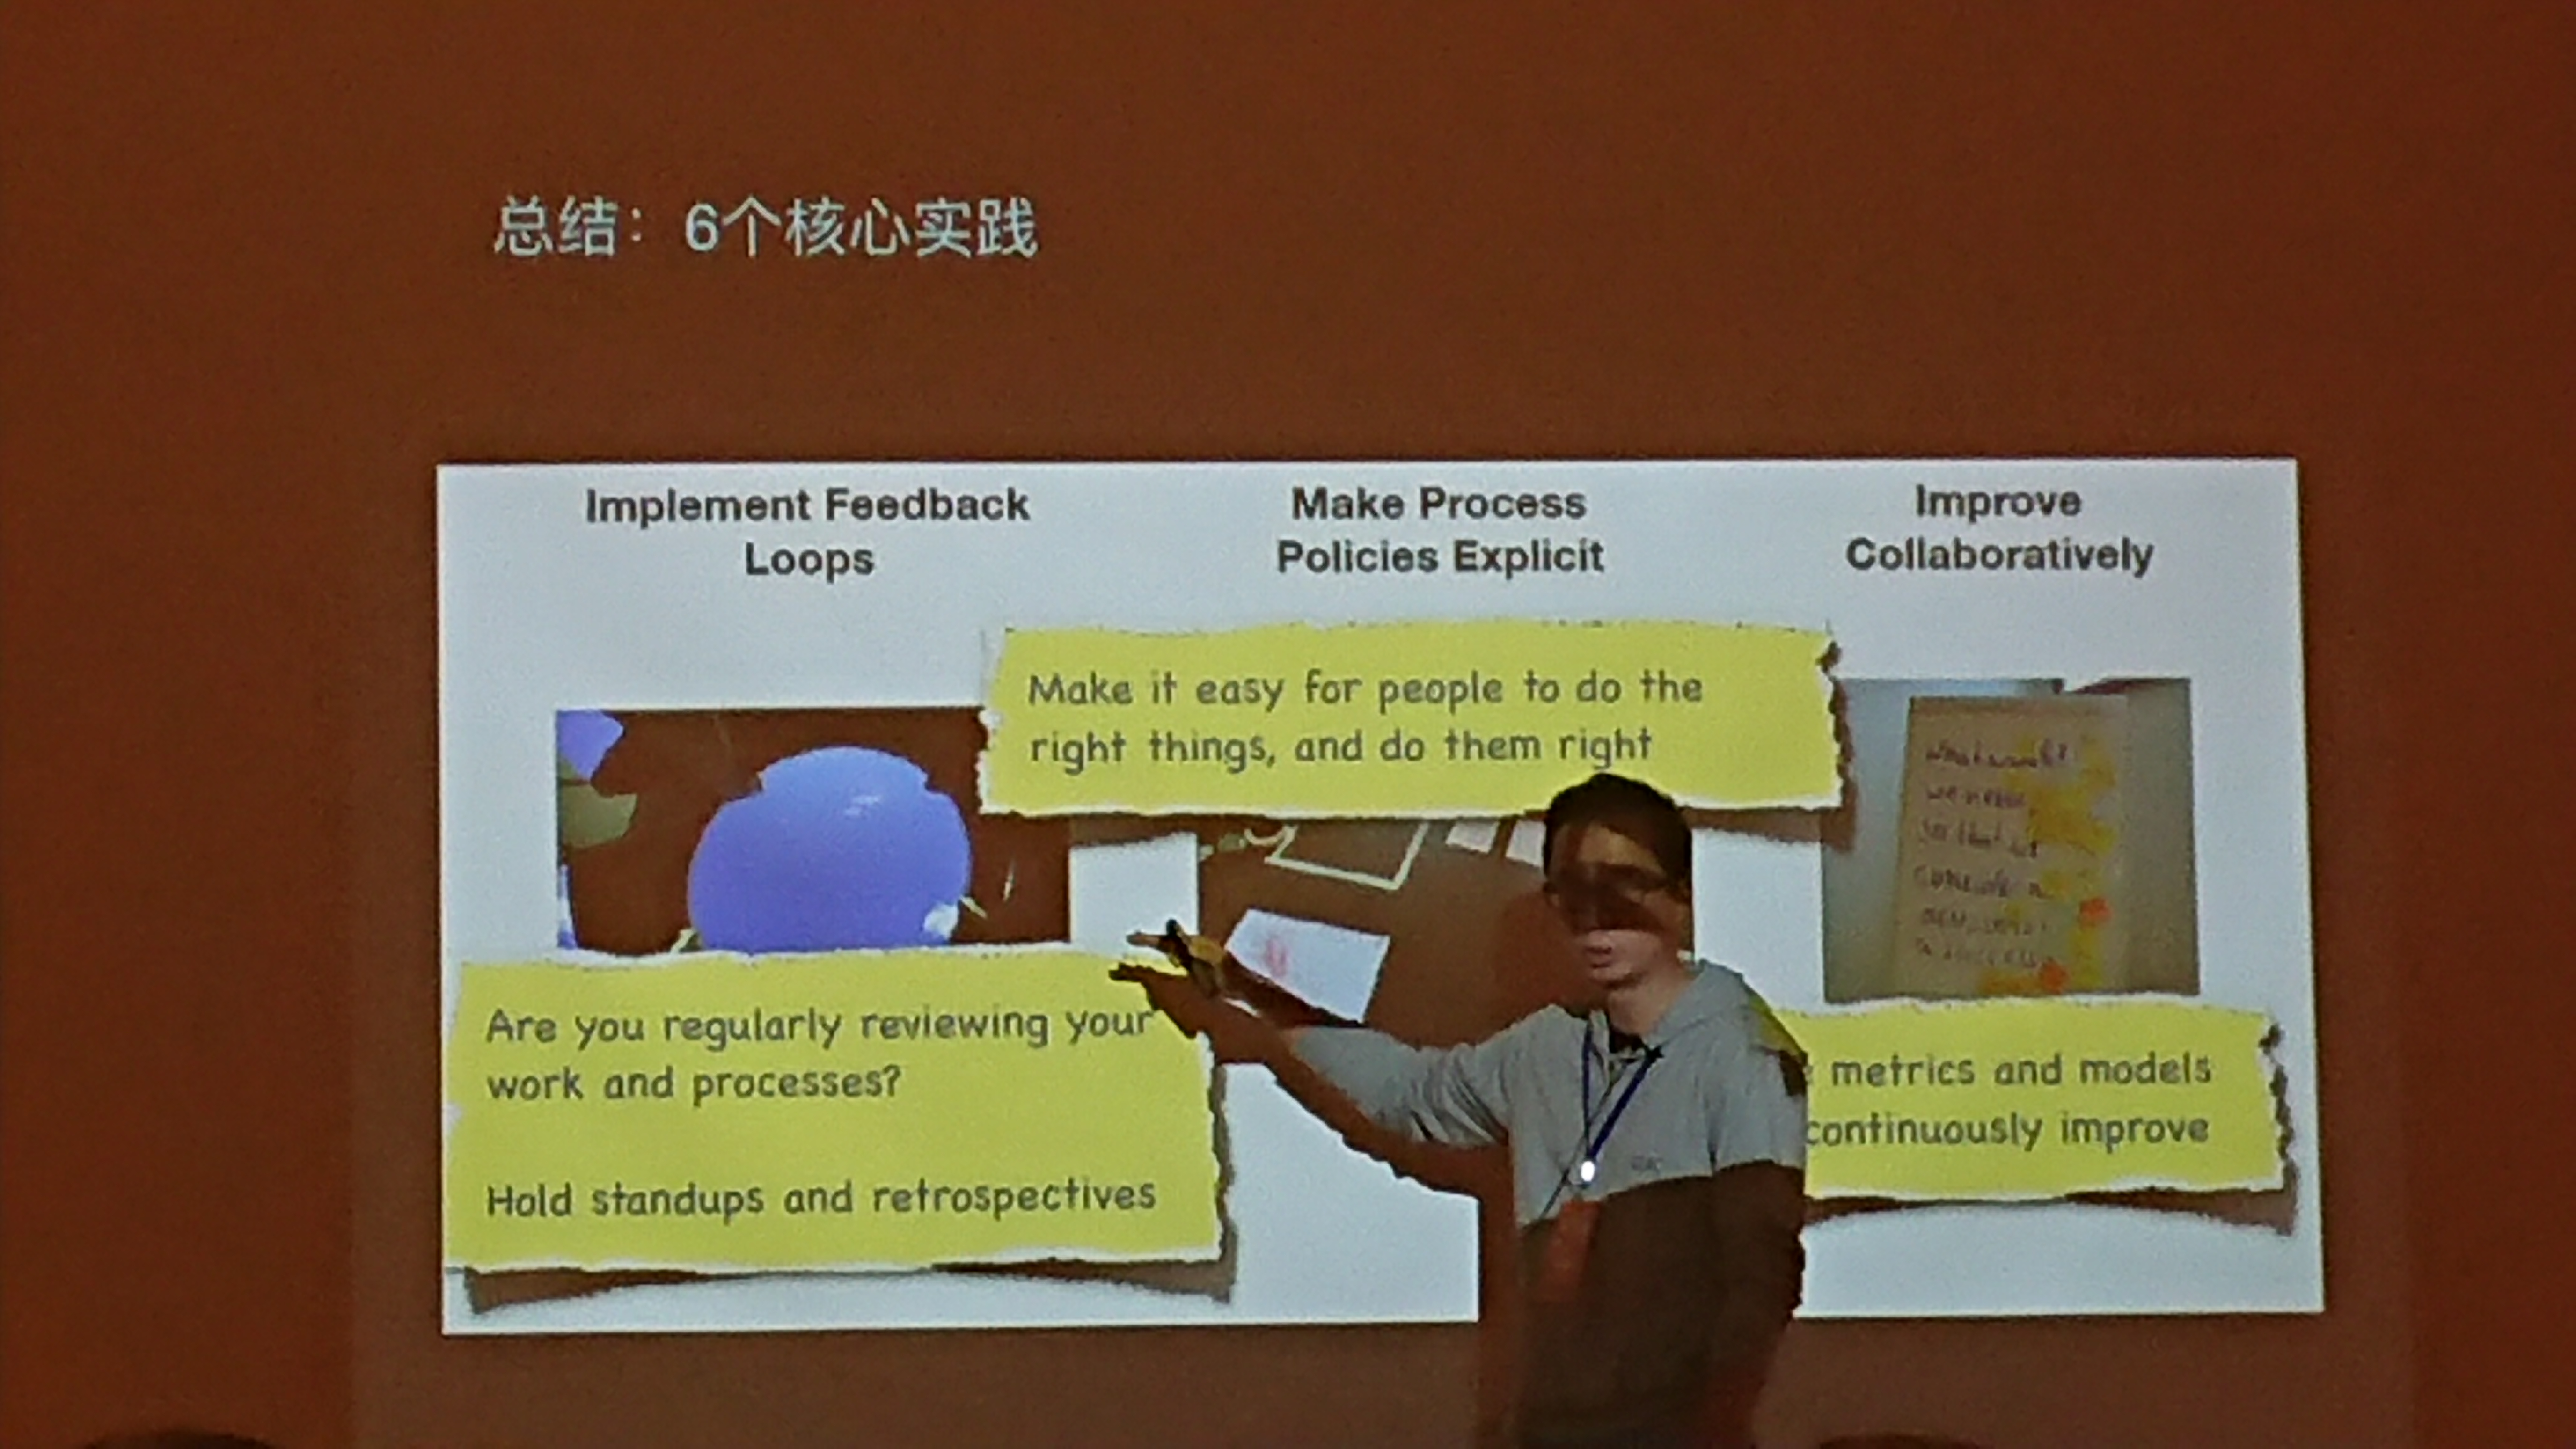 总结：6个核心实践
Implement Feedback
Loops
Make Process
Policies Explicit
Improve
Collaboratively
Make it easy for people to do the
right things, and do them right
Are you regularly reviewing your
work and processes?
Hold standups and retrospectives
metrics and models
continuously improve